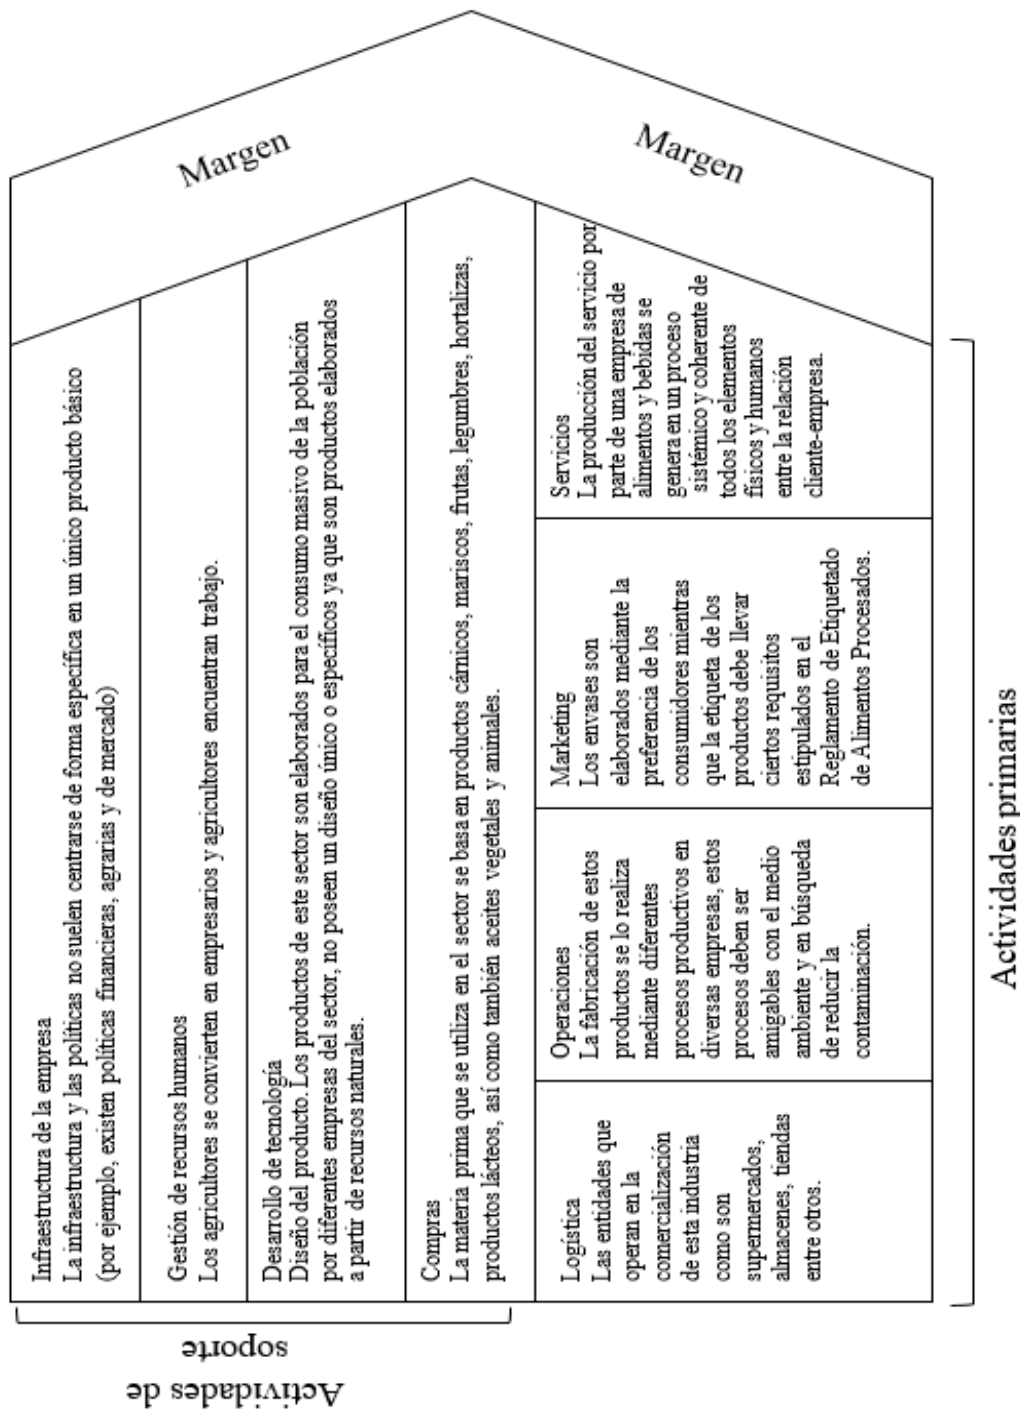 Actividades de
soporte
Infraestructura de la empresa
La infraestructura y las políticas no suelen centrarse de forma específica en un único producto básico
(por ejemplo, existen políticas financieras, agrarias y de mercado)
Gestión de recursos humanos
Los agricultores se convierten en empresarios y agricultores encuentran trabajo.
Desarrollo de tecnología
Diseño del producto. Los productos de este sector son elaborados para el consumo masivo de la población
por diferentes empresas del sector, no poseen un diseño único o específicos ya que son productos elaborados
a partir de recursos naturales.
Compras
La materia prima que se utiliza en el sector se basa en productos cárnicos, mariscos, frutas, legumbres, hortalizas,
productos lácteos, así como también aceites vegetales y animales.
Logística
Las entidades que
operan en la
comercialización
de esta industria
como son
supermercados,
almacenes, tiendas
entre otros.
Operaciones
La fabricación de estos
productos se lo realiza
mediante diferentes
procesos productivos en
diversas empresas, estos
procesos deben ser
amigables con el medio
ambiente y en búsqueda
de reducir la
contaminación.
Marketing
Los envases son
elaborados mediante la
preferencia de los
consumidores mientras
que la etiqueta de los
productos debe llevar
ciertos requisitos
estipulados en el
Reglamento de Etiquetado
de Alimentos Procesados.
Servicios
La producción del servicio por
parte de una empresa de
alimentos y bebidas se
genera en un proceso
sistémico y coherente de
todos los elementos
físicos y humanos
entre la relación
cliente-empresa.
Margen
Margen
Actividades primarias